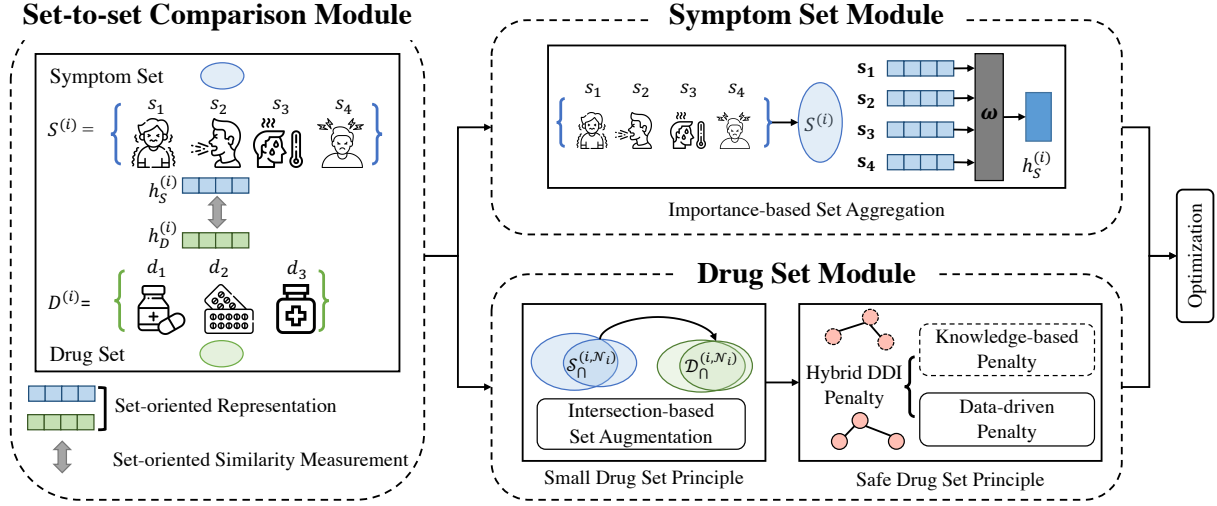 Set-to-set Comparison Module
Symptom Set
s₁ s₂ s₃ s₄
S⁽ⁱ⁾ = { }
h_S⁽ⁱ⁾
h_D⁽ⁱ⁾
d₁ d₂ d₃
D⁽ⁱ⁾= { }
Drug Set
Set-oriented Representation
Set-oriented Similarity Measurement
Symptom Set Module
s₁ s₂ s₃ s₄
{ } S⁽ⁱ⁾
s₁
s₂
s₃
s₄
ω
h_S⁽ⁱ⁾
Importance-based Set Aggregation
Drug Set Module
𝒮_∩^(i,𝒩ᵢ) 𝒟_∩^(i,𝒩ᵢ)
Intersection-based
Set Augmentation
Small Drug Set Principle
Hybrid DDI
Penalty
Knowledge-based
Penalty
Data-driven
Penalty
Safe Drug Set Principle
Optimization